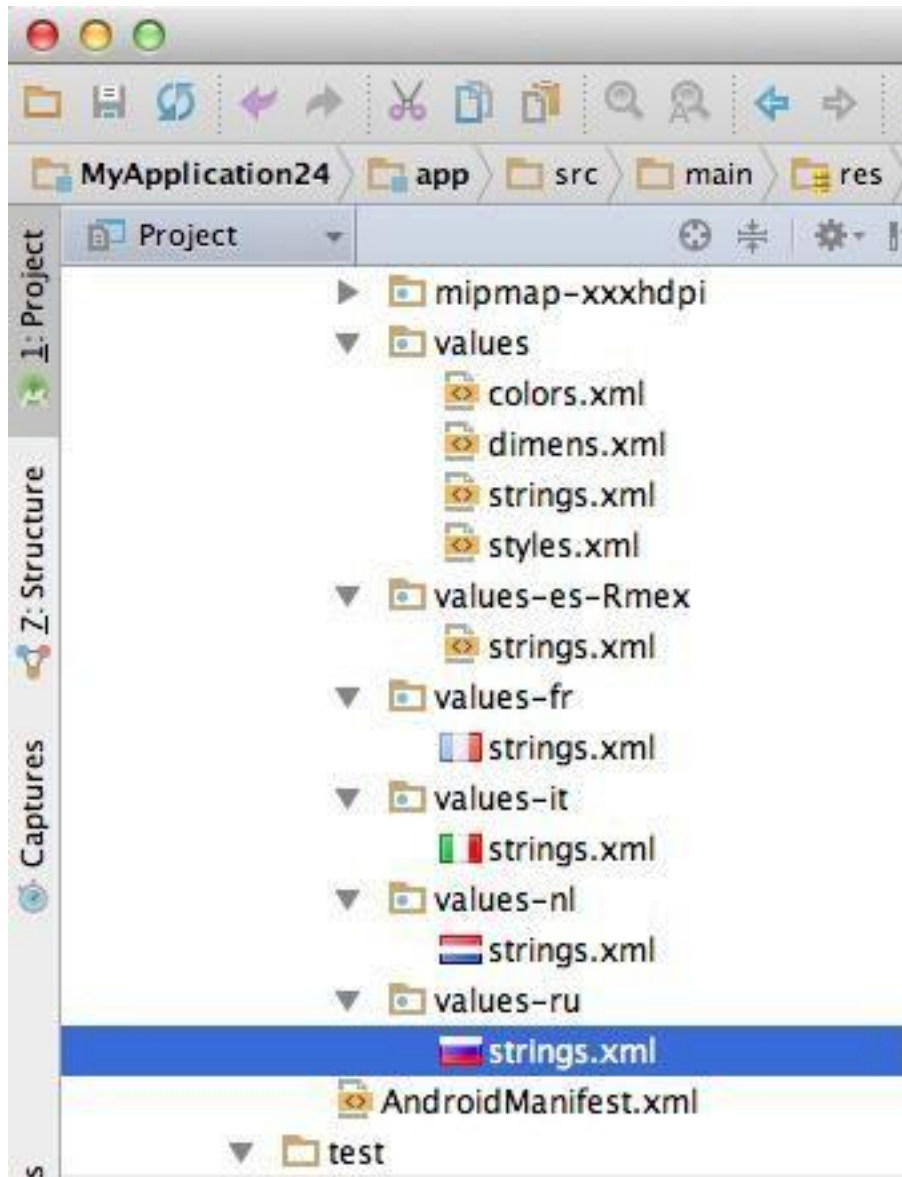 MyApplication24 app src main res
Project
1: Project
mipmap-xxxhdpi
values
colors.xml
dimens.xml
strings.xml
styles.xml
7: Structure
values-es-Rmex
strings.xml
values-fr
strings.xml
Captures
values-it
strings.xml
values-nl
strings.xml
values-ru
strings.xml
AndroidManifest.xml
test